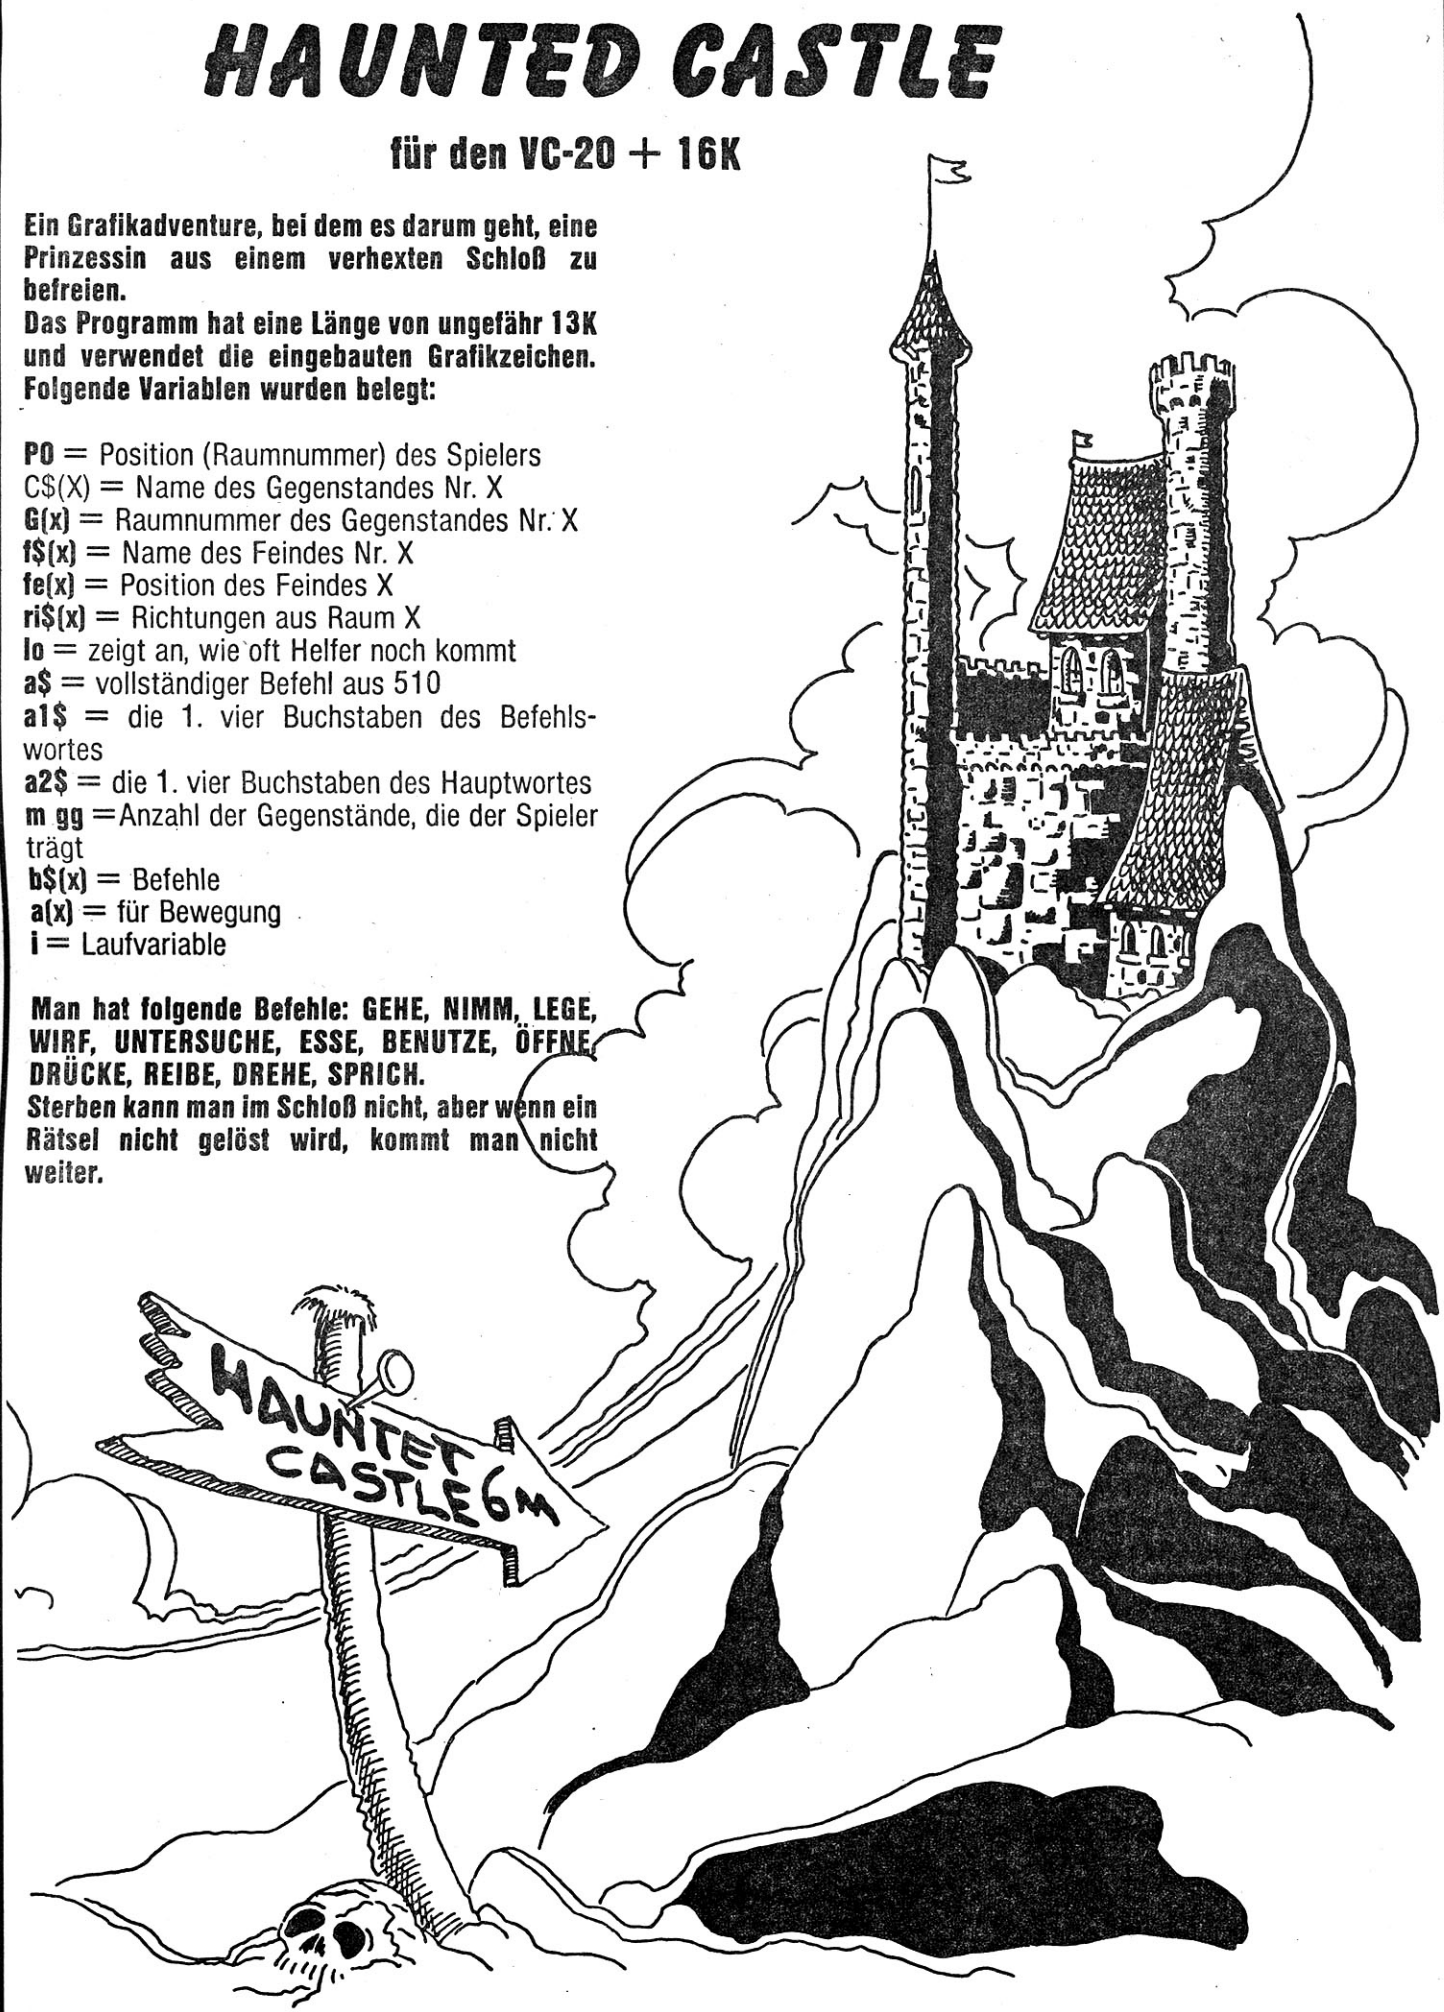 HAUNTED CASTLE
für den VC-20 + 16K
Ein Grafikadventure, bei dem es darum geht, eine
Prinzessin aus einem verhexten Schloß zu
befreien.
Das Programm hat eine Länge von ungefähr 13K
und verwendet die eingebauten Grafikzeichen.
Folgende Variablen wurden belegt:
PO = Position (Raumnummer) des Spielers
C$(X) = Name des Gegenstandes Nr. X
G(x) = Raumnummer des Gegenstandes Nr. X
f$(x) = Name des Feindes Nr. X
fe(x) = Position des Feindes X
ri$(x) = Richtungen aus Raum X
lo = zeigt an, wie oft Helfer noch kommt
a$ = vollständiger Befehl aus 510
a1$ = die 1. vier Buchstaben des Befehls-
wortes
a2$ = die 1. vier Buchstaben des Hauptwortes
m gg =Anzahl der Gegenstände, die der Spieler
trägt
b$(x) = Befehle
a(x) = für Bewegung
i = Laufvariable
Man hat folgende Befehle: GEHE, NIMM, LEGE,
WIRF, UNTERSUCHE, ESSE, BENUTZE, ÖFFNE,
DRÜCKE, REIBE, DREHE, SPRICH.
Sterben kann man im Schloß nicht, aber wenn ein
Rätsel nicht gelöst wird, kommt man nicht
weiter.
HAUNTET
CASTLE 6M